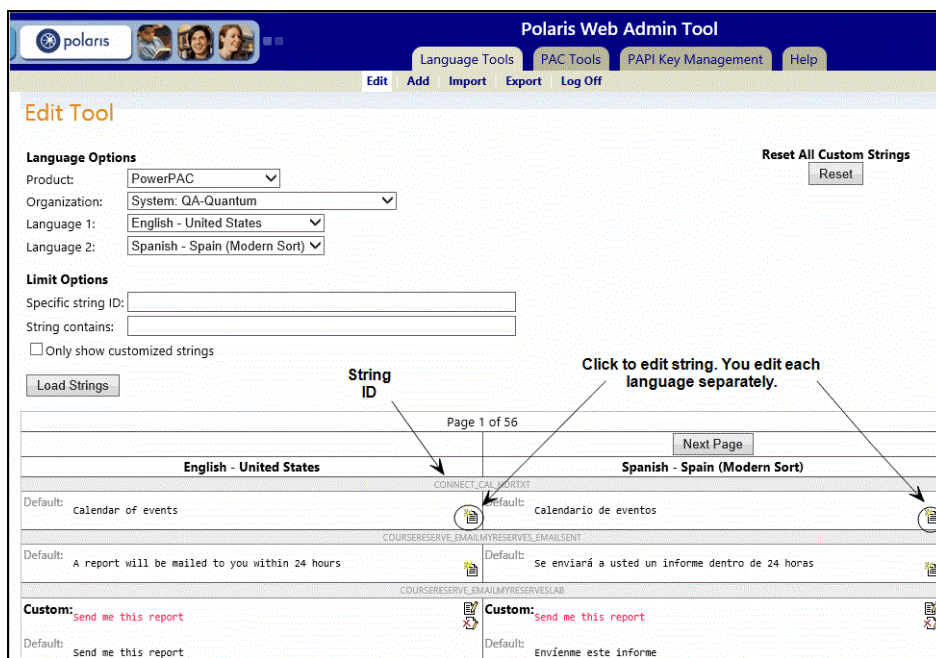 polaris
Polaris Web Admin Tool
Language Tools PAC Tools PAPI Key Management Help
Edit Add Import Export Log Off
Edit Tool
Language Options
Reset All Custom Strings
Product: PowerPAC
Reset
Organization: System: QA-Quantum
Language 1: English - United States
Language 2: Spanish - Spain (Modern Sort)
Limit Options
Specific string ID:
String contains:
Only show customized strings
Click to edit string. You edit each
language separately.
String
ID
Load Strings
Page 1 of 56
Next Page
English - United States Spanish - Spain (Modern Sort)
CONNECT_CAL_HDRTXT
Default: Calendar of events Default: Calendario de eventos
COURSERESERVE_EMAILMYRESERVES_EMAILSENT
Default: A report will be mailed to you within 24 hours Default: Se enviará a usted un informe dentro de 24 horas
COURSERESERVE_EMAILMYRESERVESLAB
Custom: Send me this report Custom: Send me this report
Default: Send me this report Default: Envíenme este informe